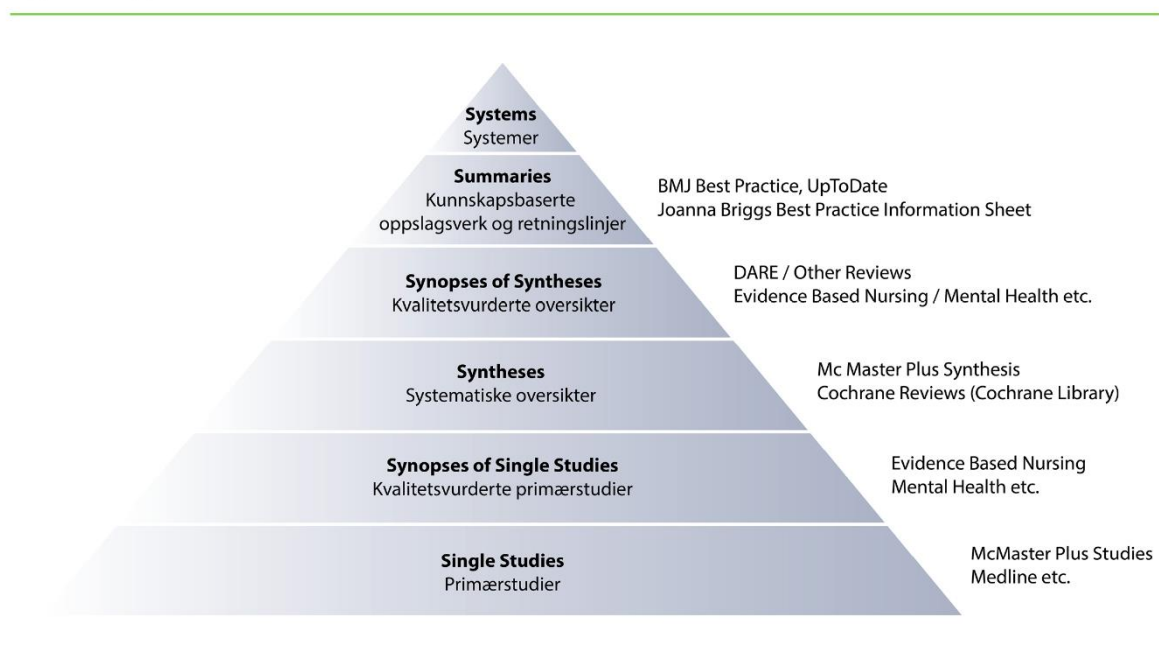 Systems
Systemer
Summaries
Kunnskapsbaserte
oppslagsverk og retningslinjer
BMJ Best Practice, UpToDate
Joanna Briggs Best Practice Information Sheet
Synopses of Syntheses
Kvalitetsvurderte oversikter
DARE / Other Reviews
Evidence Based Nursing / Mental Health etc.
Syntheses
Systematiske oversikter
Mc Master Plus Synthesis
Cochrane Reviews (Cochrane Library)
Synopses of Single Studies
Kvalitetsvurderte primærstudier
Evidence Based Nursing
Mental Health etc.
Single Studies
Primærstudier
McMaster Plus Studies
Medline etc.